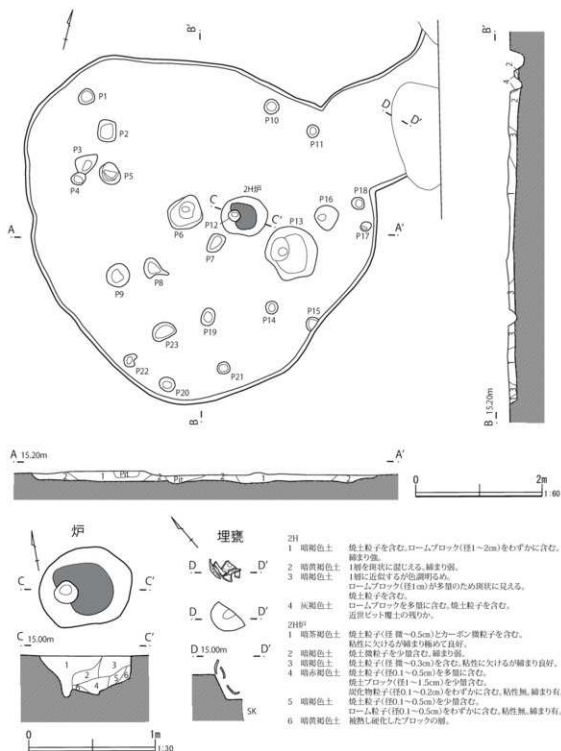 B'
P1
P2
P3
P4
P5
P10
P11
D
D'
2H炉
C
C'
P12
P6
P7
P13
P16
P18
P17
A
A'
P8
P9
P14
P15
P19
P23
P22
P20
P21
B
B'
2
4
2
3
B
15.20m
A 15.20m
A'
2
1
Pit
2
Pit
2
1
2
0
2m
1:60
炉
C
C'
C 15.00m
C'
1
2
3
4
5
6
0
1m
1:30
埋甕
D
D'
D
D'
D 15.00m
D'
SK
2H
1 暗褐色土 焼土粒子を含む。ロームブロック(径1～2cm)をわずかに含む。
締まり強。
2 暗黄褐色土 1層を斑状に混じえる。締まり弱。
3 暗褐色土 1層に近似するが色調明るめ。
ロームブロック(径1cm)が多量のため斑状に見える。
焼土粒子を含む。
4 灰褐色土 ロームブロックを多量に含む、焼土粒子を含む。
近世ピット覆土の残りか。
2H炉
1 暗茶褐色土 焼土粒子(径 微～0.5cm)とカーボン微粒子を含む。
粘性に欠けるが締まり極めて良好。
2 暗褐色土 焼土微粒子を少量含む、締まり弱。
3 暗褐色土 焼土粒子(径 微～0.3cm)を含む、粘性に欠けるが締まり良好。
4 暗赤褐色土 焼土粒子(径0.1～0.5cm)を多量に含む。
焼土ブロック(径1～1.5cm)を少量含む。
炭化物粒子(径0.1～0.2cm)をわずかに含む。粘性無。締まり有。
5 暗褐色土 焼土粒子(径0.1～0.5cm)を少量含む。
ローム粒子(径0.1～0.5cm)をわずかに含む。粘性無。締まり有。
6 暗黄褐色土 被熱し硬化したブロックの層。